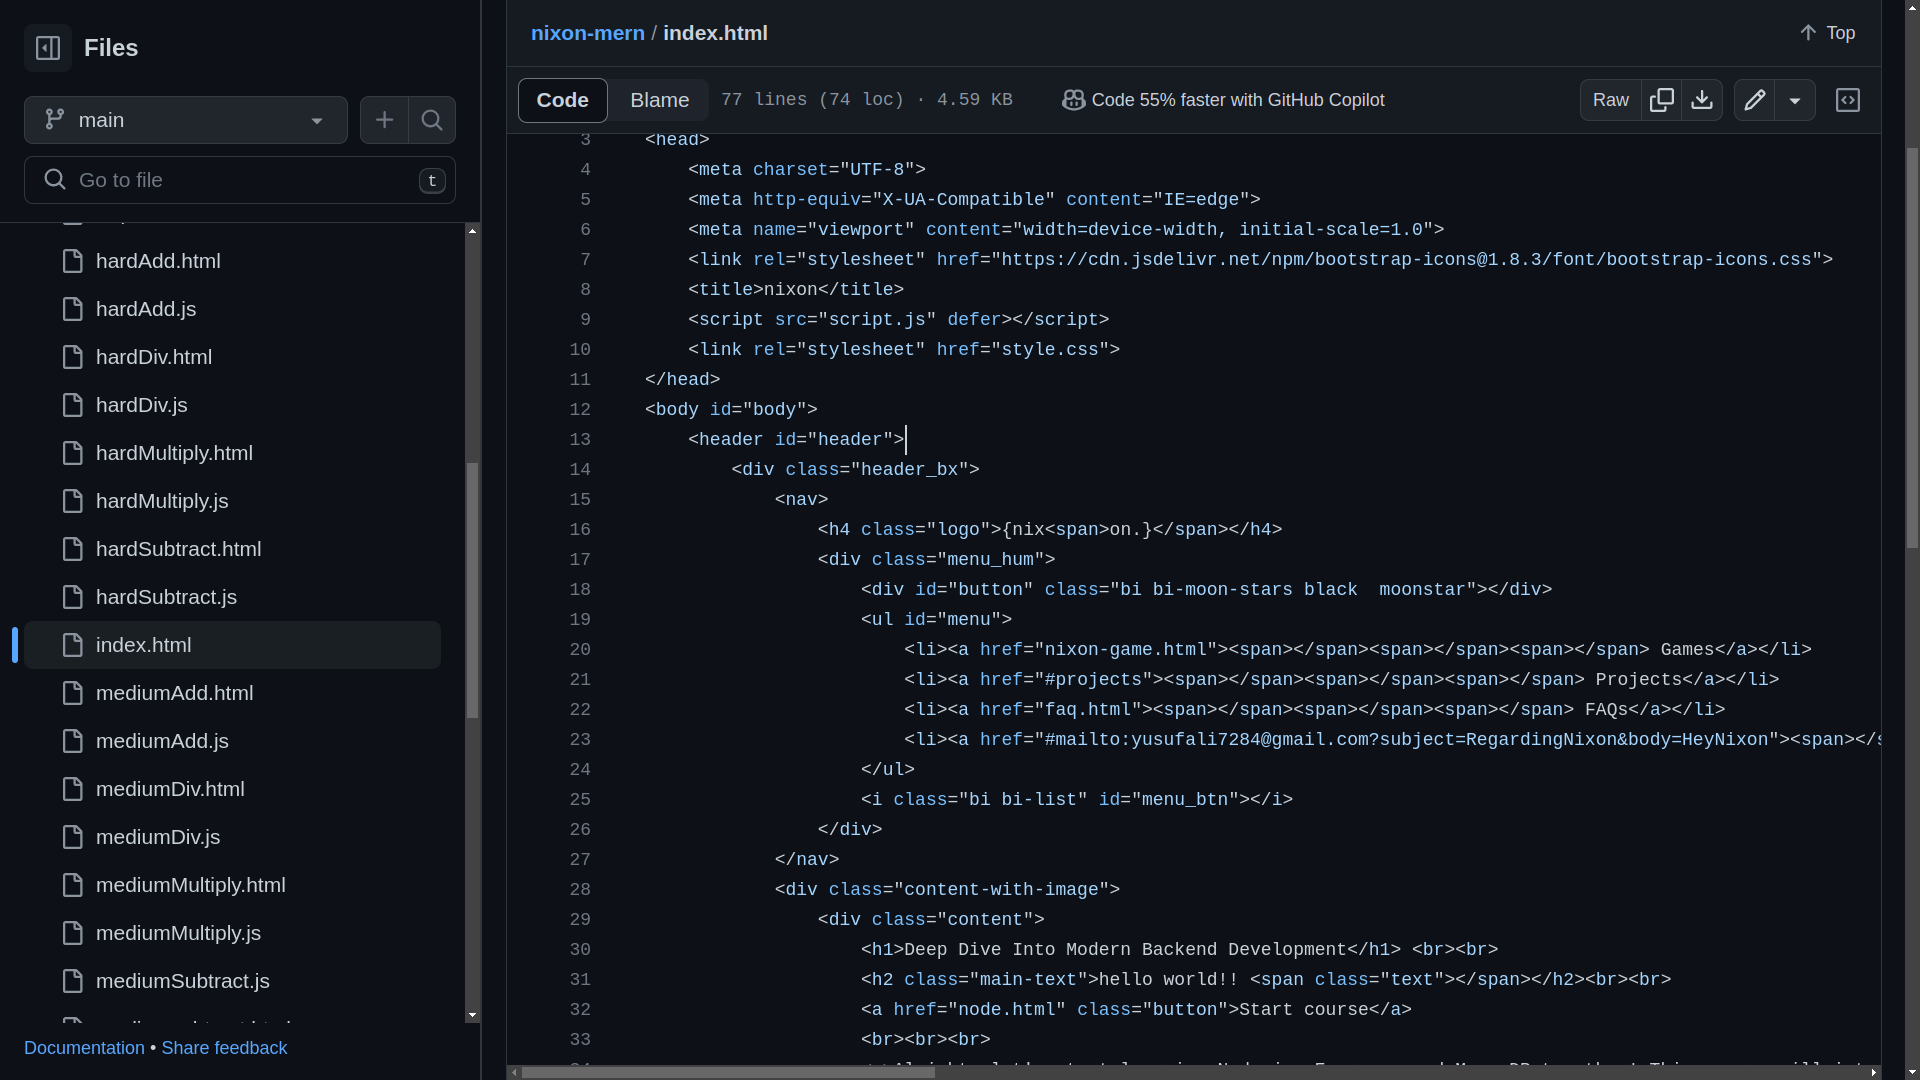 Files
main
Go to file
t
hardAdd.html
hardAdd.js
hardDiv.html
hardDiv.js
hardMultiply.html
hardMultiply.js
hardSubtract.html
hardSubtract.js
index.html
mediumAdd.html
mediumAdd.js
mediumDiv.html
mediumDiv.js
mediumMultiply.html
mediumMultiply.js
mediumSubtract.js
Documentation • Share feedback
nixon-mern / index.html
Top
Code Blame 77 lines (74 loc) · 4.59 KB Code 55% faster with GitHub Copilot Raw
3 <head>
4 <meta charset="UTF-8">
5 <meta http-equiv="X-UA-Compatible" content="IE=edge">
6 <meta name="viewport" content="width=device-width, initial-scale=1.0">
7 <link rel="stylesheet" href="https://cdn.jsdelivr.net/npm/bootstrap-icons@1.8.3/font/bootstrap-icons.css">
8 <title>nixon</title>
9 <script src="script.js" defer></script>
10 <link rel="stylesheet" href="style.css">
11 </head>
12 <body id="body">
13 <header id="header">
14 <div class="header_bx">
15 <nav>
16 <h4 class="logo">{nix<span>on.}</span></h4>
17 <div class="menu_hum">
18 <div id="button" class="bi bi-moon-stars black  moonstar"></div>
19 <ul id="menu">
20 <li><a href="nixon-game.html"><span></span><span></span><span></span> Games</a></li>
21 <li><a href="#projects"><span></span><span></span><span></span> Projects</a></li>
22 <li><a href="faq.html"><span></span><span></span><span></span> FAQs</a></li>
23 <li><a href="#mailto:yusufali7284@gmail.com?subject=RegardingNixon&body=HeyNixon"><span></s
24 </ul>
25 <i class="bi bi-list" id="menu_btn"></i>
26 </div>
27 </nav>
28 <div class="content-with-image">
29 <div class="content">
30 <h1>Deep Dive Into Modern Backend Development</h1> <br><br>
31 <h2 class="main-text">hello world!! <span class="text"></span></h2><br><br>
32 <a href="node.html" class="button">Start course</a>
33 <br><br><br>